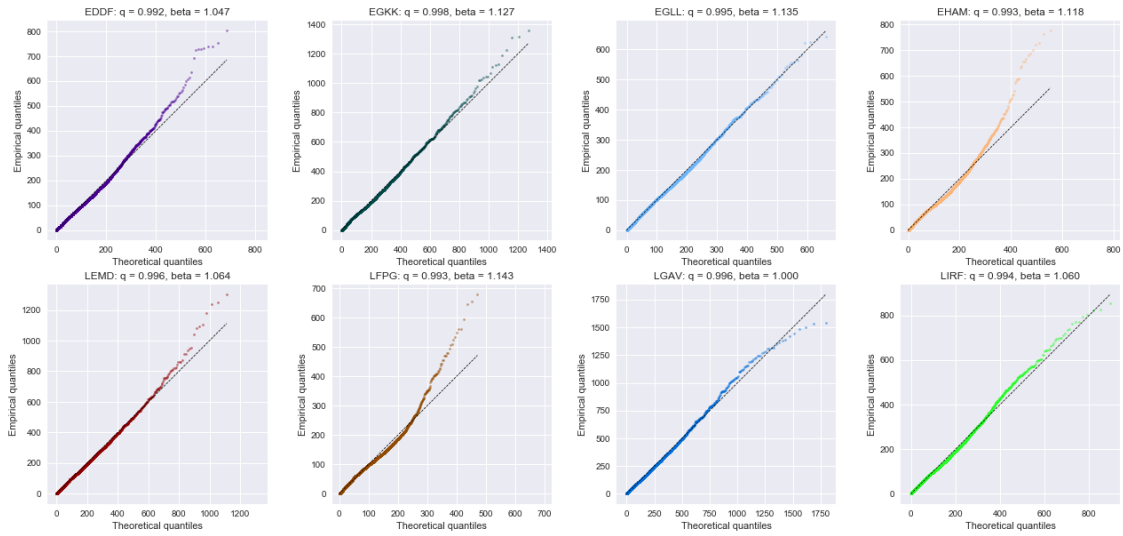 EDDF: q = 0.992, beta = 1.047
Empirical quantiles
800
700
600
500
400
300
200
100
0
0 200 400 600 800
Theoretical quantiles
EGKK: q = 0.998, beta = 1.127
Empirical quantiles
1400
1200
1000
800
600
400
200
0
0 200 400 600 800 1000 1200 1400
Theoretical quantiles
EGLL: q = 0.995, beta = 1.135
Empirical quantiles
600
500
400
300
200
100
0
0 100 200 300 400 500 600
Theoretical quantiles
EHAM: q = 0.993, beta = 1.118
Empirical quantiles
800
700
600
500
400
300
200
100
0
0 200 400 600 800
Theoretical quantiles
LEMD: q = 0.996, beta = 1.064
Empirical quantiles
1200
1000
800
600
400
200
0
0 200 400 600 800 1000 1200
Theoretical quantiles
LFPG: q = 0.993, beta = 1.143
Empirical quantiles
700
600
500
400
300
200
100
0
0 100 200 300 400 500 600 700
Theoretical quantiles
LGAV: q = 0.996, beta = 1.000
Empirical quantiles
1750
1500
1250
1000
750
500
250
0
0 250 500 750 1000 1250 1500 1750
Theoretical quantiles
LIRF: q = 0.994, beta = 1.060
Empirical quantiles
800
600
400
200
0
0 200 400 600 800
Theoretical quantiles